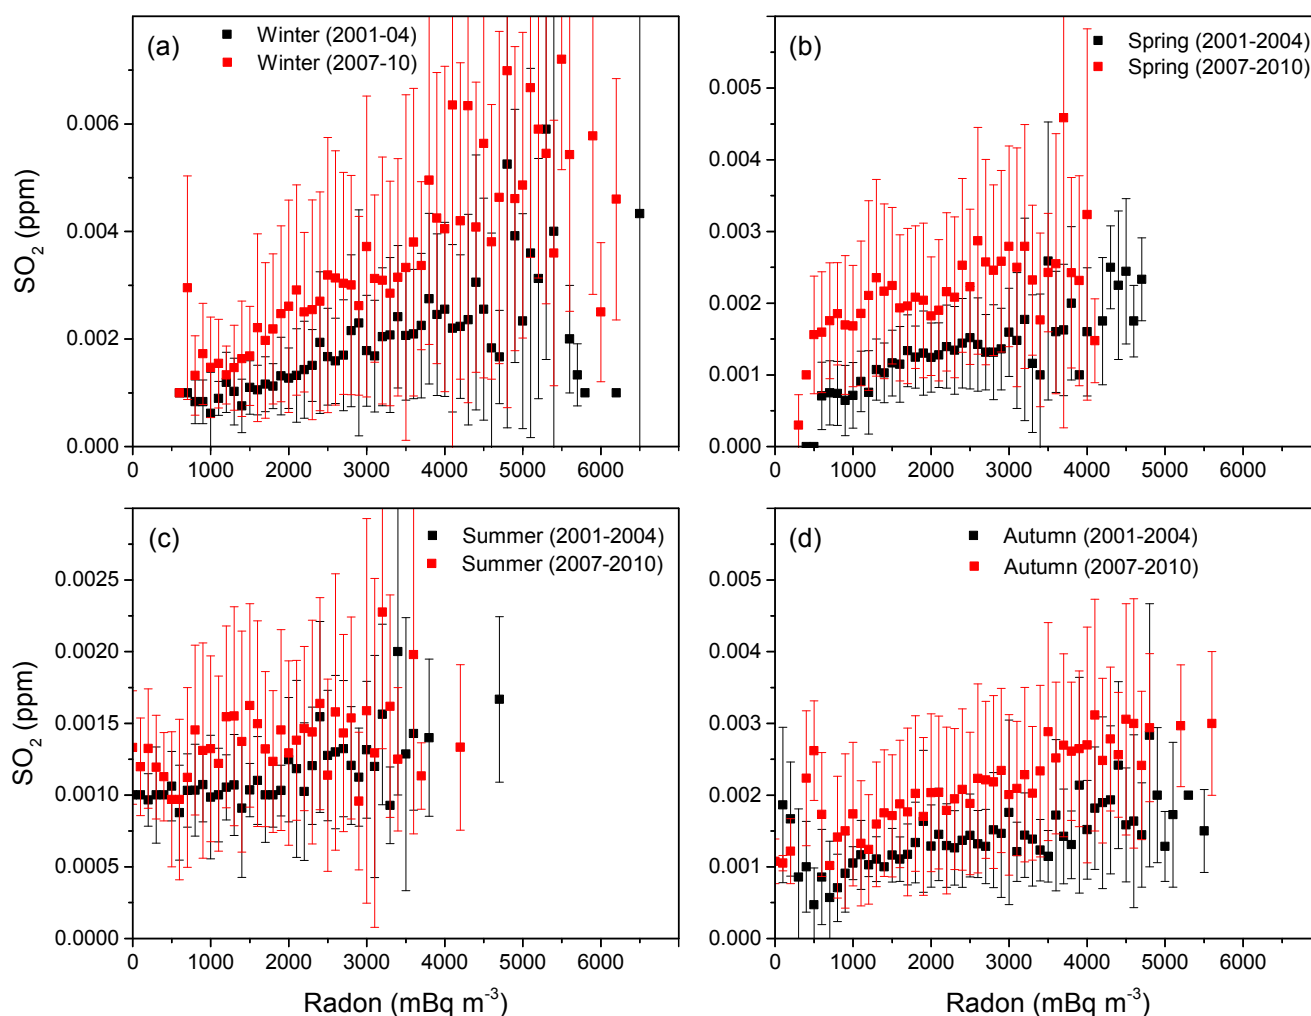 (a)
Winter (2001-04)
Winter (2007-10)
0.006
0.004
0.002
0.000
SO2 (ppm)
0 1000 2000 3000 4000 5000 6000
(b)
Spring (2001-2004)
Spring (2007-2010)
0.005
0.004
0.003
0.002
0.001
0.000
0 1000 2000 3000 4000 5000 6000
(c)
Summer (2001-2004)
Summer (2007-2010)
0.0025
0.0020
0.0015
0.0010
0.0005
0.0000
SO2 (ppm)
0 1000 2000 3000 4000 5000 6000
Radon (mBq m-3)
(d)
Autumn (2001-2004)
Autumn (2007-2010)
0.005
0.004
0.003
0.002
0.001
0.000
0 1000 2000 3000 4000 5000 6000
Radon (mBq m-3)